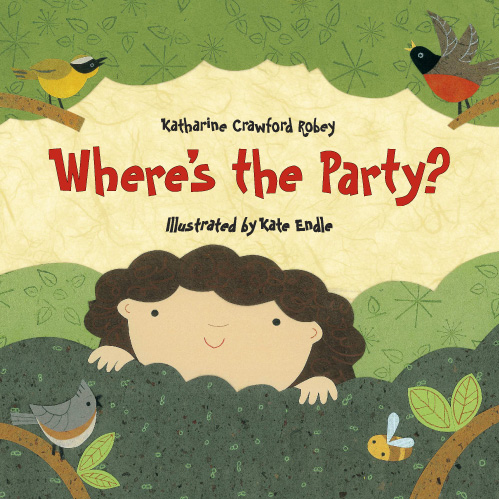 Katharine Crawford Robey
Where's the Party?
Illustrated by Kate Endle